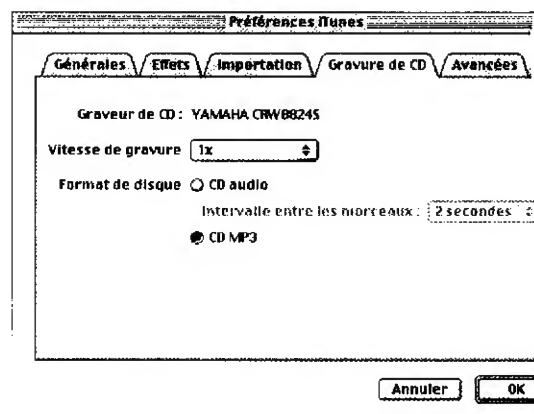 Préférences iTunes
Générales Effets Importation Gravure de CD Avancées
Graveur de CD : YAMAHA CRW8824S
Vitesse de gravure 1x
Format de disque CD audio
Intervalle entre les morceaux : 2 secondes
CD MP3
Annuler OK